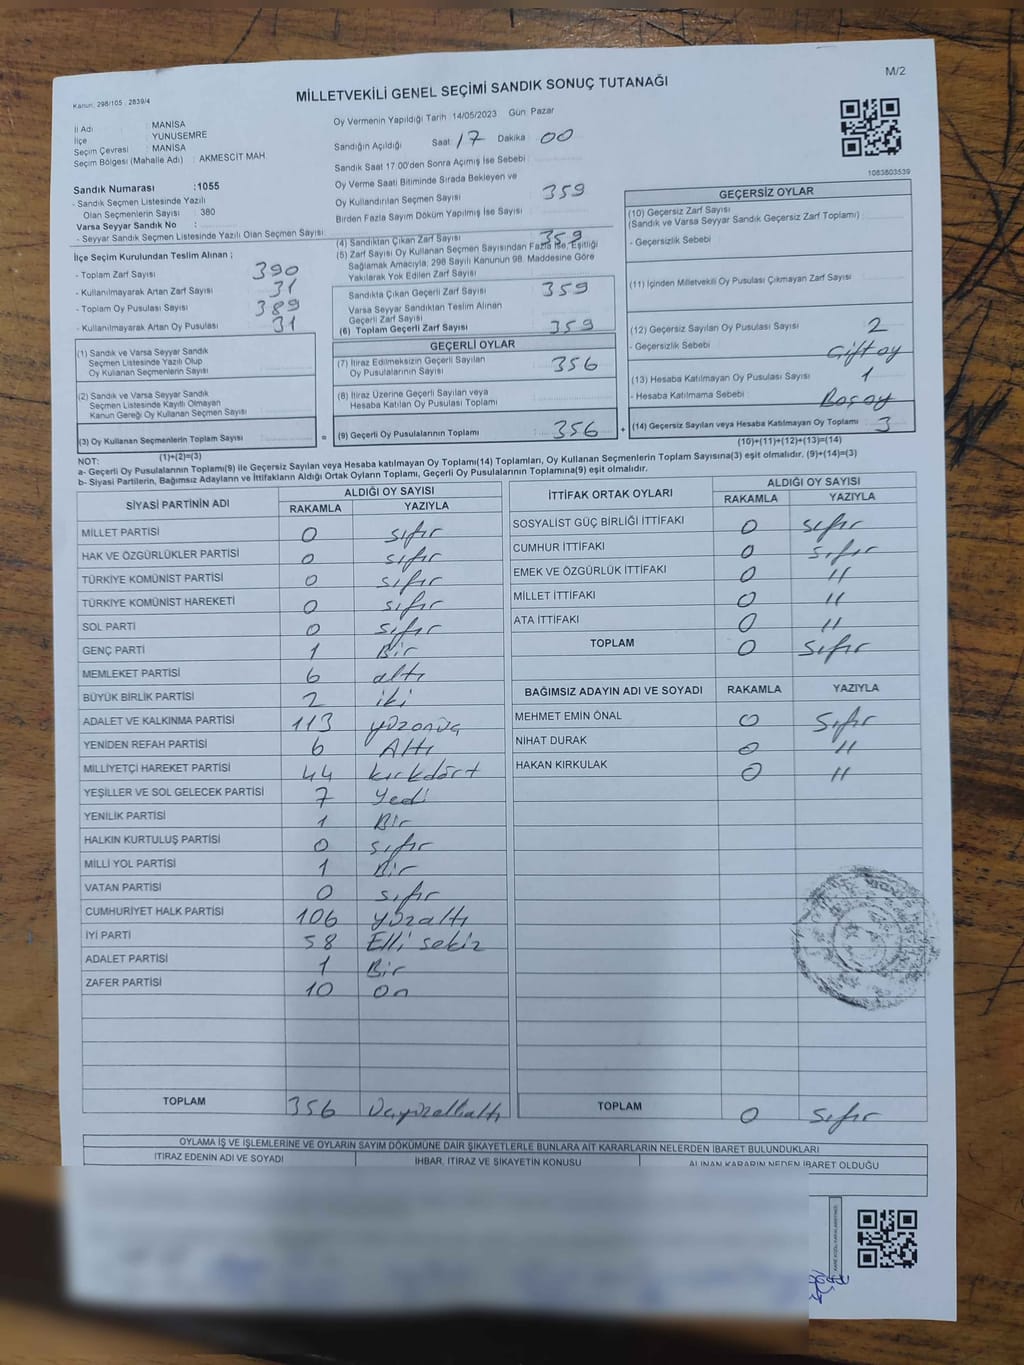 M/2
Kanun: 298/105 . 2839/4
MİLLETVEKİLİ GENEL SEÇİMİ SANDIK SONUÇ TUTANAĞI
İl Adı : MANİSA
İlçe : YUNUSEMRE
Seçim Çevresi : MANİSA
Seçim Bölgesi (Mahalle Adı) : AKMESCİT MAH.
Oy Vermenin Yapıldığı Tarih 14/05/2023 Gün Pazar
Sandığın Açıldığı Saat 17 Dakika 00
Sandık Saat 17.00'den Sonra Açımış İse Sebebi
Oy Verme Saati Bitiminde Sırada Bekleyen ve
Oy Kullandırılan Seçmen Sayısı 359
Birden Fazla Sayım Döküm Yapılmış İse Sayısı
1083803539
Sandık Numarası :1055
- Sandık Seçmen Listesinde Yazılı
Olan Seçmenlerin Sayısı : 380
Varsa Seyyar Sandık No :
- Seyyar Sandık Seçmen Listesinde Yazılı Olan Seçmen Sayısı:
İlçe Seçim Kurulundan Teslim Alınan ;
- Toplam Zarf Sayısı 390
- Kullanılmayarak Artan Zarf Sayısı 31
- Toplam Oy Pusulası Sayısı 389
- Kullanılmayarak Artan Oy Pusulası 31
(1) Sandık ve Varsa Seyyar Sandık
Seçmen Listesinde Yazılı Olup
Oy Kulanan Seçmenlerin Sayısı
(2) Sandık ve Varsa Seyyar Sandık
Seçmen Listesinde Kayıtlı Olmayan
Kanun Gereği Oy Kullanan Seçmen Sayısı
(3) Oy Kullanan Seçmenlerin Toplam Sayısı
(1)+(2)=(3)
(4) Sandıktan Çıkan Zarf Sayısı 359
(5) Zarf Sayısı Oy Kullanan Seçmen Sayısından Fazla ise, Eşitliği
Sağlamak Amacıyla, 298 Sayılı Kanunun 98. Maddesine Göre
Yakılarak Yok Edilen Zarf Sayısı
Sandıkta Çıkan Geçerli Zarf Sayısı 359
Varsa Seyyar Sandıktan Teslim Alınan
Geçerli Zarf Sayısı
(6) Toplam Geçerli Zarf Sayısı 359
GEÇERLİ OYLAR
(7) İtiraz Edilmeksizin Geçerli Sayılan
Oy Pusulalarının Sayısı 356
(8) İtiraz Üzerine Geçerli Sayılan veya
Hesaba Katılan Oy Pusulası Toplamı
= (9) Geçerli Oy Pusulalarının Toplamı 356 +
GEÇERSİZ OYLAR
(10) Geçersiz Zarf Sayısı
(Sandık ve Varsa Seyyar Sandık Geçersiz Zarf Toplamı)
- Geçersizlik Sebebi
(11) İçinden Milletvekili Oy Pusulası Çıkmayan Zarf Sayısı
(12) Geçersiz Sayılan Oy Pusulası Sayısı 2
- Geçersizlik Sebebi Çift oy
(13) Hesaba Katılmayan Oy Pusulası Sayısı 1
- Hesaba Katılmama Sebebi Boş oy
(14) Geçersiz Sayılan veya Hesaba Katılmayan Oy Toplamı 3
(10)+(11)+(12)+(13)=(14)
NOT:
a- Geçerli Oy Pusulalarının Toplamı(9) ile Geçersiz Sayılan veya Hesaba katılmayan Oy Toplamı(14) Toplamları, Oy Kullanan Seçmenlerin Toplam Sayısına(3) eşit olmalıdır. (9)+(14)=(3)
b- Siyasi Partilerin, Bağımsız Adayların ve İttifakların Aldığı Ortak Oyların Toplamı, Geçerli Oy Pusulalarının Toplamına(9) eşit olmalıdır.
SİYASİ PARTİNİN ADI ALDIĞI OY SAYISI
RAKAMLA YAZIYLA
MİLLET PARTİSİ 0 sıfır
HAK VE ÖZGÜRLÜKLER PARTİSİ 0 sıfır
TÜRKİYE KOMÜNİST PARTİSİ 0 sıfır
TÜRKİYE KOMÜNİST HAREKETİ 0 sıfır
SOL PARTİ 0 sıfır
GENÇ PARTİ 1 Bir
MEMLEKET PARTİSİ 6 altı
BÜYÜK BİRLİK PARTİSİ 2 iki
ADALET VE KALKINMA PARTİSİ 113 yüzonüç
YENİDEN REFAH PARTİSİ 6 Altı
MİLLİYETÇİ HAREKET PARTİSİ 44 kırkdört
YEŞİLLER VE SOL GELECEK PARTİSİ 7 Yedi
YENİLİK PARTİSİ 1 Bir
HALKIN KURTULUŞ PARTİSİ 0 sıfır
MİLLİ YOL PARTİSİ 1 Bir
VATAN PARTİSİ 0 sıfır
CUMHURİYET HALK PARTİSİ 106 yüzaltı
İYİ PARTİ 58 Elli sekiz
ADALET PARTİSİ 1 Bir
ZAFER PARTİSİ 10 on
TOPLAM 356 üçyüzellialtı
İTTİFAK ORTAK OYLARI ALDIĞI OY SAYISI
RAKAMLA YAZIYLA
SOSYALİST GÜÇ BİRLİĞİ İTTİFAKI 0 sıfır
CUMHUR İTTİFAKI 0 sıfır
EMEK VE ÖZGÜRLÜK İTTİFAKI 0 "
MİLLET İTTİFAKI 0 "
ATA İTTİFAKI 0 "
TOPLAM 0 sıfır
BAĞIMSIZ ADAYIN ADI VE SOYADI RAKAMLA YAZIYLA
MEHMET EMİN ÖNAL 0 sıfır
NİHAT DURAK 0 "
HAKAN KIRKULAK 0 "
TOPLAM 0 sıfır
OYLAMA İŞ VE İŞLEMLERİNE VE OYLARIN SAYIM DÖKÜMÜNE DAİR ŞİKAYETLERLE BUNLARA AİT KARARLARIN NELERDEN İBARET BULUNDUKLARI
İTİRAZ EDENİN ADI VE SOYADI İHBAR, İTİRAZ VE ŞİKAYETİN KONUSU ALINAN KARARIN NEDEN İBARET OLDUĞU